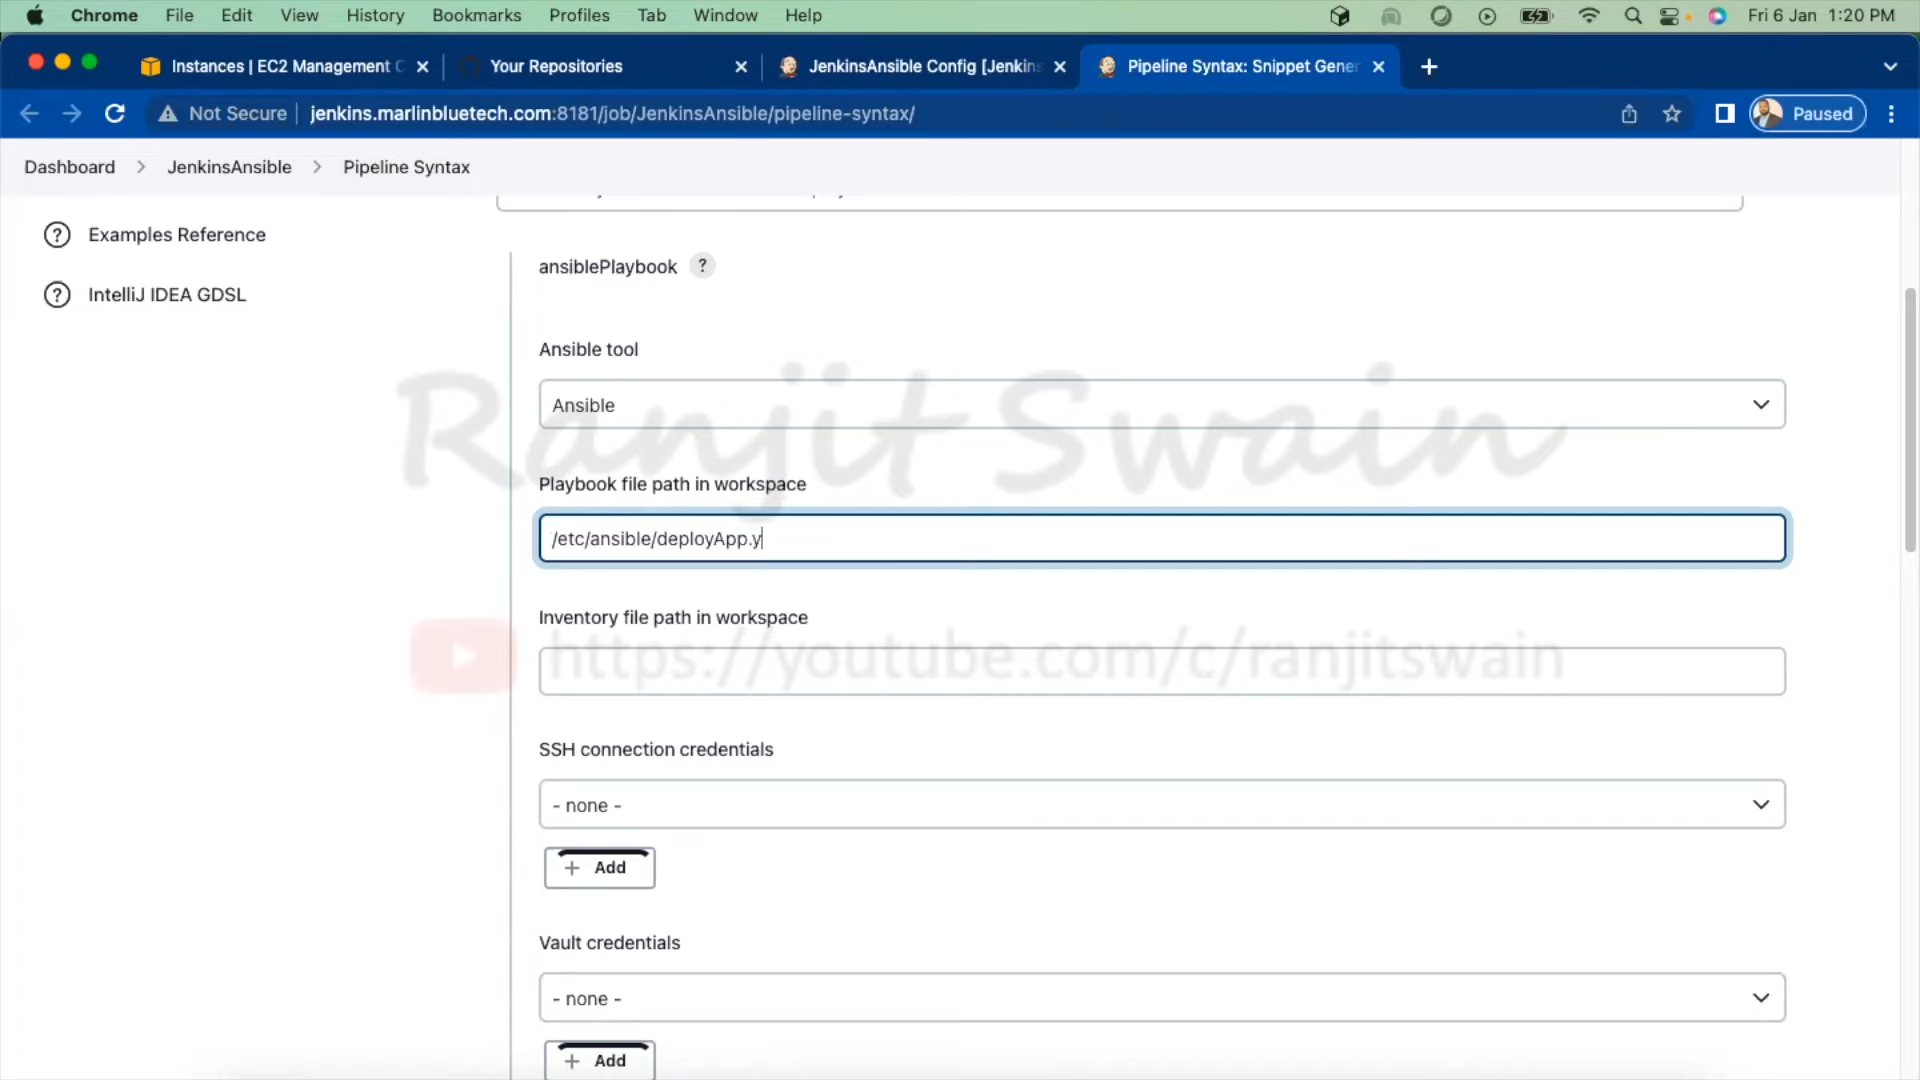 Chrome File Edit View History Bookmarks Profiles Tab Window Help Fri 6 Jan 1:20 PM
Instances | EC2 Management C Your Repositories JenkinsAnsible Config [Jenkins Pipeline Syntax: Snippet Gener
Not Secure jenkins.marlinbluetech.com:8181/job/JenkinsAnsible/pipeline-syntax/ Paused
Dashboard JenkinsAnsible Pipeline Syntax
Examples Reference
IntelliJ IDEA GDSL
ansiblePlaybook ?
Ansible tool
Ansible
Ranjit Swain
Playbook file path in workspace
/etc/ansible/deployApp.y
Inventory file path in workspace
https://youtube.com/c/ranjitswain
SSH connection credentials
- none -
+ Add
Vault credentials
- none -
+ Add